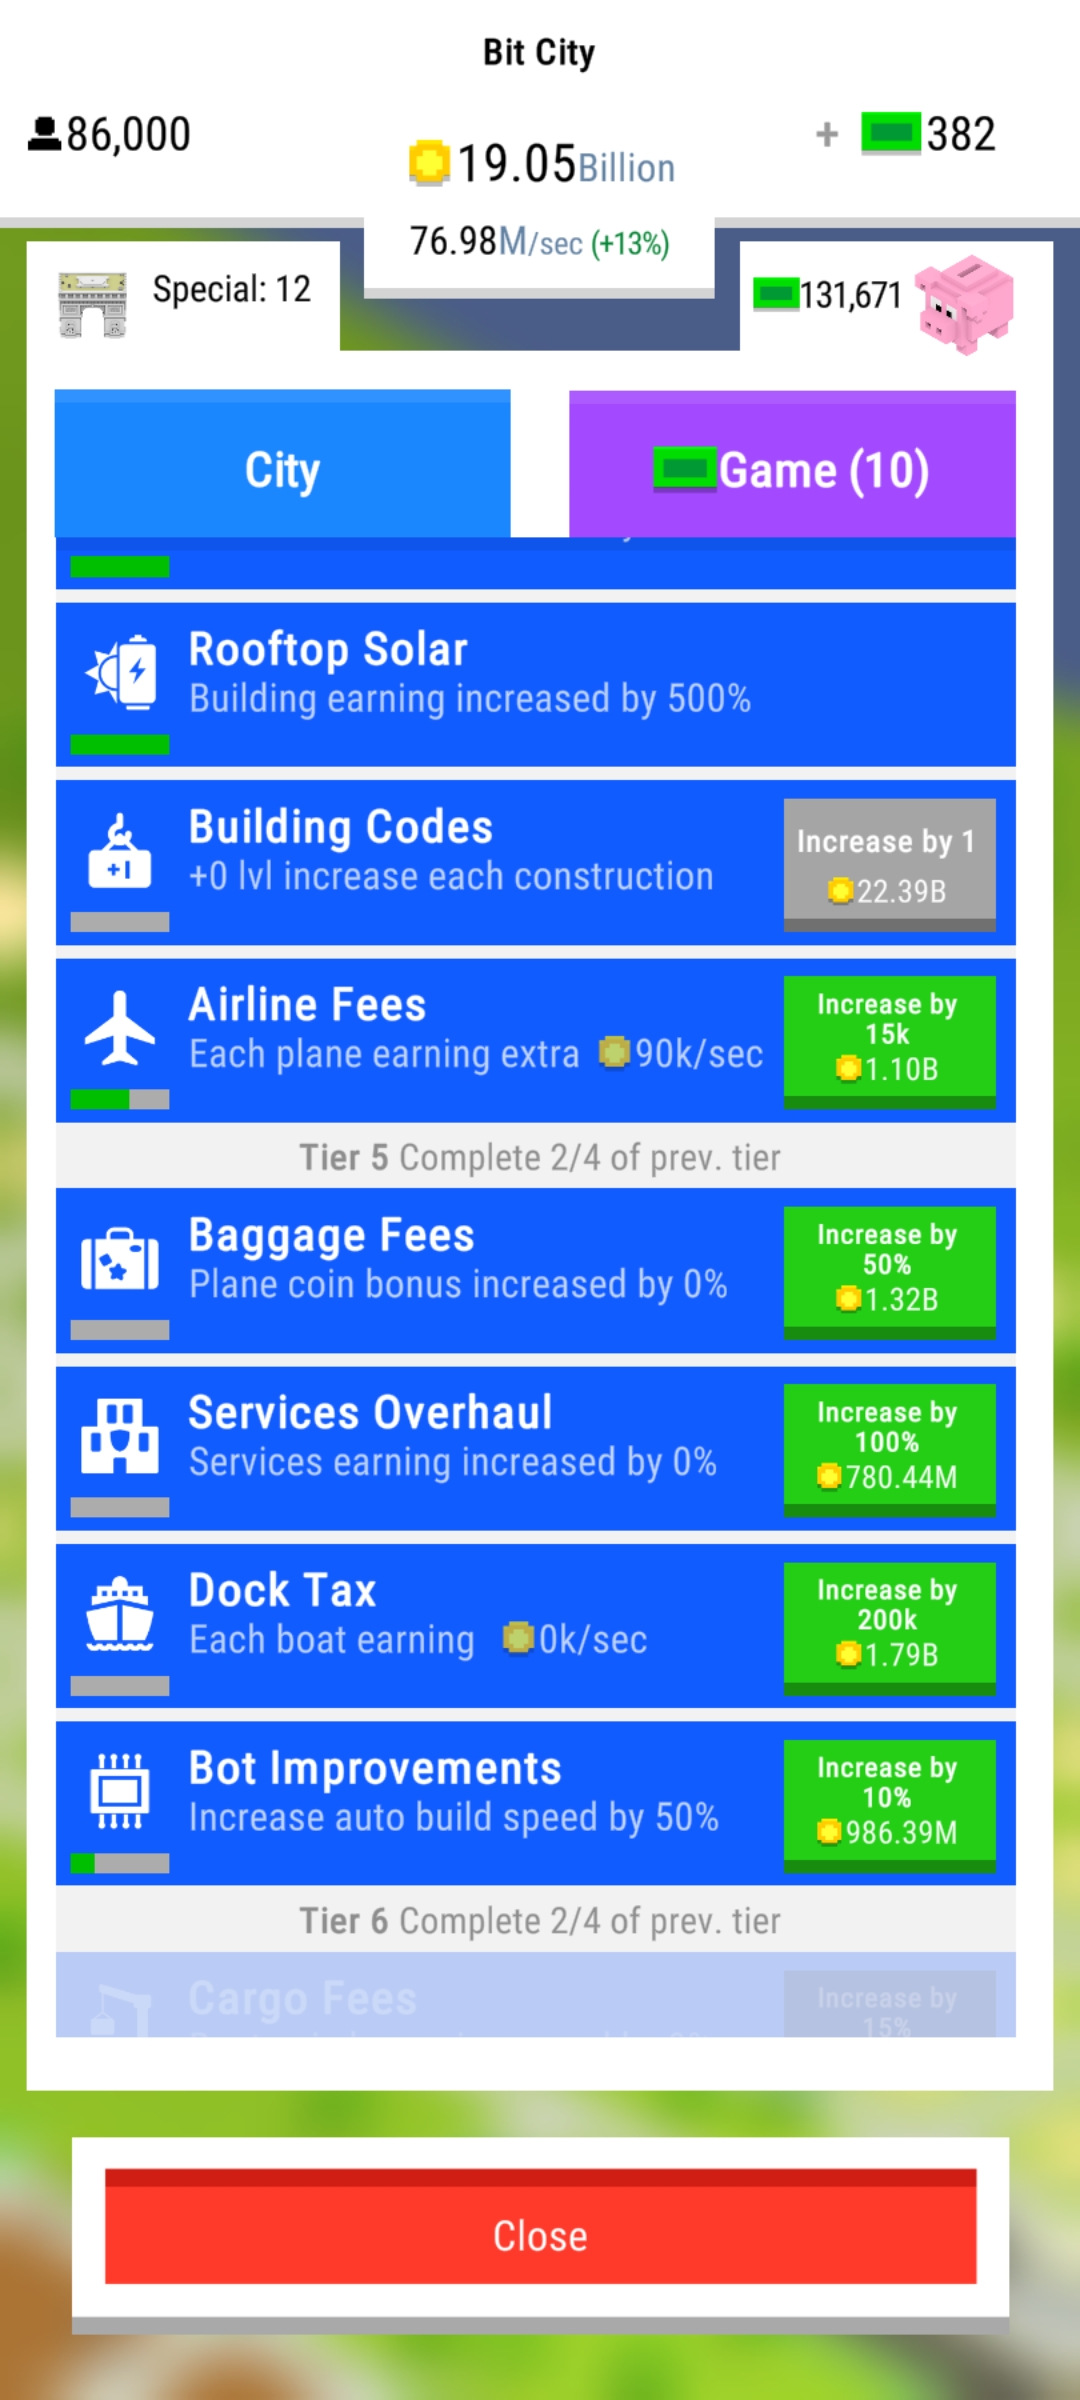 Bit City
86,000
19.05Billion
+ 382
76.98M/sec (+13%)
Special: 12
131,671
City
Game (10)
Rooftop Solar
Building earning increased by 500%
Building Codes
+0 lvl increase each construction
+1
Increase by 1
22.39B
Airline Fees
Each plane earning extra 90k/sec
Increase by
15k
1.10B
Tier 5 Complete 2/4 of prev. tier
Baggage Fees
Plane coin bonus increased by 0%
Increase by
50%
1.32B
Services Overhaul
Services earning increased by 0%
Increase by
100%
780.44M
Dock Tax
Each boat earning 0k/sec
Increase by
200k
1.79B
Bot Improvements
Increase auto build speed by 50%
Increase by
10%
986.39M
Tier 6 Complete 2/4 of prev. tier
Cargo Fees
Increase by
15%
Close